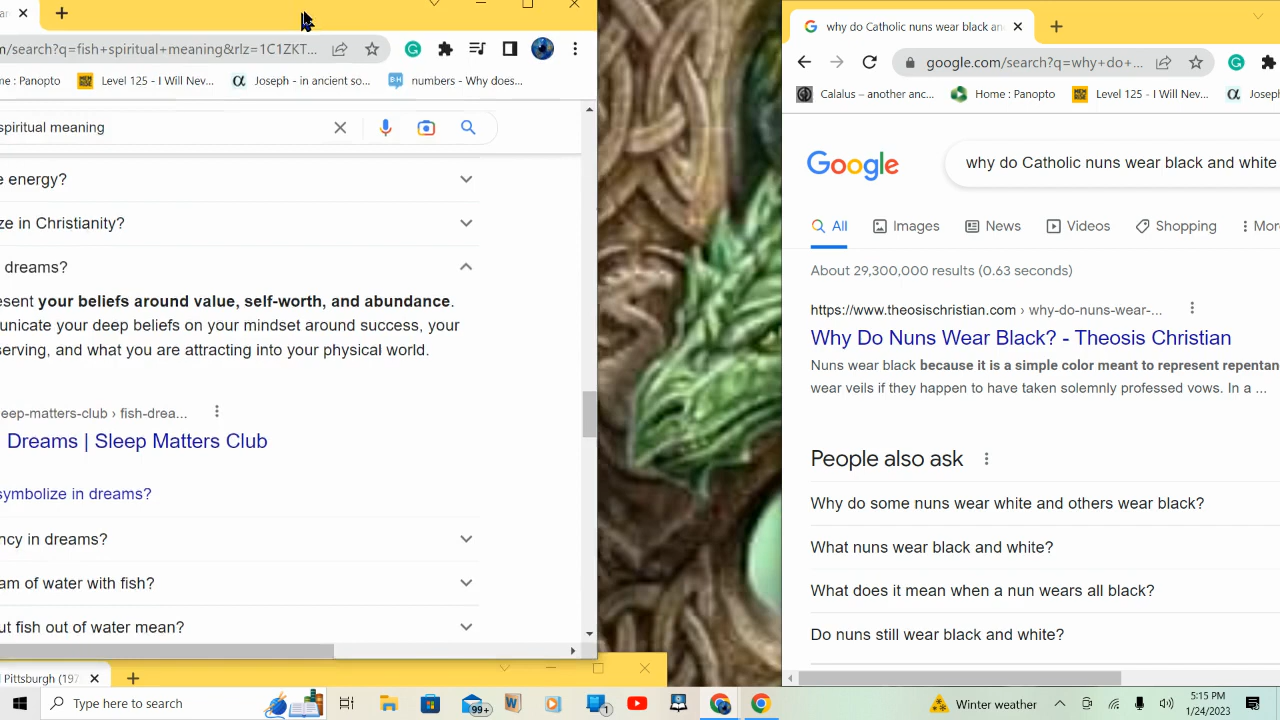 m/search?q=fish+spiritual+meaning&rlz=1C1ZKT...
me : Panopto
Level 125 - I Will Nev...
Joseph - in ancient so...
numbers - Why does...
spiritual meaning
e energy?
ze in Christianity?
dreams?
esent your beliefs around value, self-worth, and abundance.
unicate your deep beliefs on your mindset around success, your
serving, and what you are attracting into your physical world.
eep-matters-club › fish-drea...
Dreams | Sleep Matters Club
symbolize in dreams?
ncy in dreams?
am of water with fish?
ut fish out of water mean?
Pittsburgh (197
why do Catholic nuns wear black an
google.com/search?q=why+do+...
Calalus – another anc...
Home : Panopto
Level 125 - I Will Nev...
Joseph
Google
why do Catholic nuns wear black and white
All
Images
News
Videos
Shopping
Mor
About 29,300,000 results (0.63 seconds)
https://www.theosischristian.com › why-do-nuns-wear-...
Why Do Nuns Wear Black? - Theosis Christian
Nuns wear black because it is a simple color meant to represent repentan
wear veils if they happen to have taken solemnly professed vows. In a ...
People also ask
Why do some nuns wear white and others wear black?
What nuns wear black and white?
What does it mean when a nun wears all black?
Do nuns still wear black and white?
Type here to search
99+
1
Winter weather
5:15 PM
1/24/2023